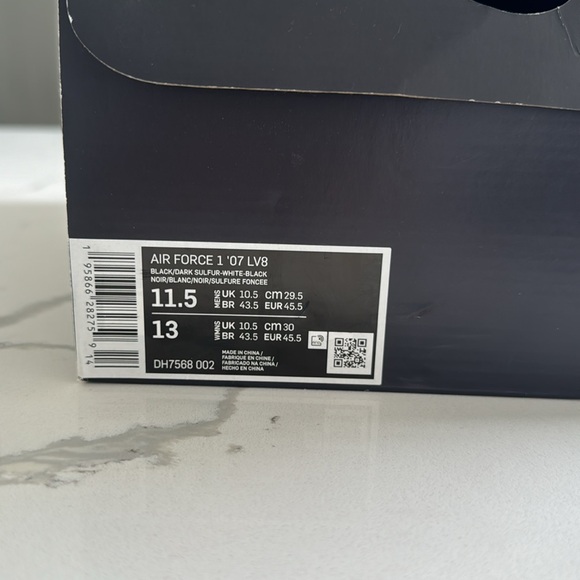 AIR FORCE 1 '07 LV8
BLACK/DARK SULFUR-WHITE-BLACK
NOIR/BLANC/NOIR/SULFURE FONCEE
11.5 MENS UK 10.5 CM 29.5
BR 43.5 EUR 45.5
13 WMNS UK 10.5 CM 30
BR 43.5 EUR 45.5
MADE IN CHINA /
FABRIQUE EN CHINE /
FABRICADO NA CHINA /
HECHO EN CHINA
DH7568 002
1 95866 28275 9 14